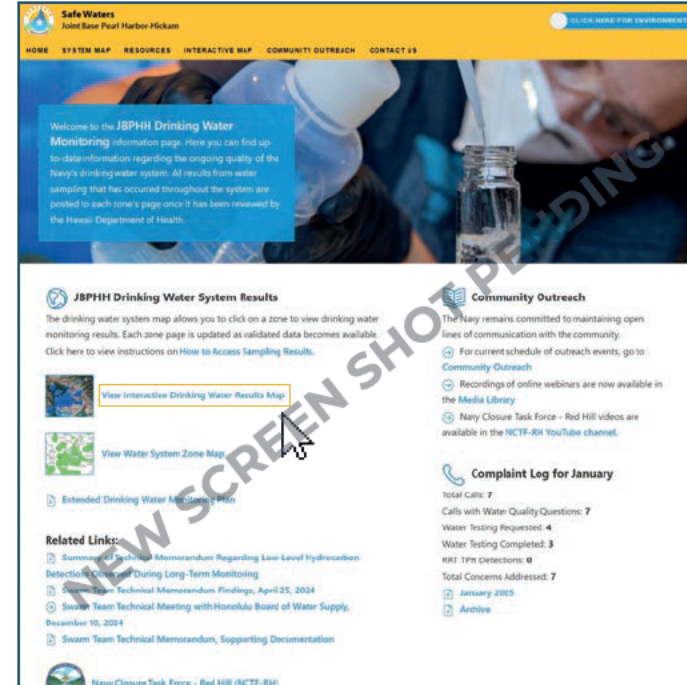 Safe Waters
Joint Base Pearl Harbor-Hickam
CLICK HERE FOR ENVIRONMENT
HOME SYSTEM MAP RESOURCES INTERACTIVE MAP COMMUNITY OUTREACH CONTACT US
Welcome to the JBPHH Drinking Water
Monitoring information page. Here you can find up-
to-date information regarding the ongoing quality of the
Navy's drinking water system. All results from water
sampling that has occurred throughout the system are
posted to each zone's page once it has been reviewed by
the Hawaii Department of Health.
JBPHH Drinking Water System Results
The drinking water system map allows you to click on a zone to view drinking water
monitoring results. Each zone page is updated as validated data becomes available.
Click here to view instructions on How to Access Sampling Results.
View Interactive Drinking Water Results Map
View Water System Zone Map
Extended Drinking Water Monitoring Plan
Related Links:
Summary of Technical Memorandum Regarding Low-Level Hydrocarbon
Detections Observed During Long-Term Monitoring
Swarm Team Technical Memorandum Findings, April 25, 2024
Swarm Team Technical Meeting with Honolulu Board of Water Supply,
December 10, 2024
Swarm Team Technical Memorandum, Supporting Documentation
Navy Closure Task Force - Red Hill (NCTF-RH)
Community Outreach
The Navy remains committed to maintaining open
lines of communication with the community.
For current schedule of outreach events, go to
Community Outreach
Recordings of online webinars are now available in
the Media Library
Navy Closure Task Force - Red Hill videos are
available in the NCTF-RH YouTube channel.
Complaint Log for January
Total Calls: 7
Calls with Water Quality Questions: 7
Water Testing Requested: 4
Water Testing Completed: 3
RRT TPH Detections: 0
Total Concerns Addressed: 7
January 2025
Archive
NEW SCREEN SHOT PENDING